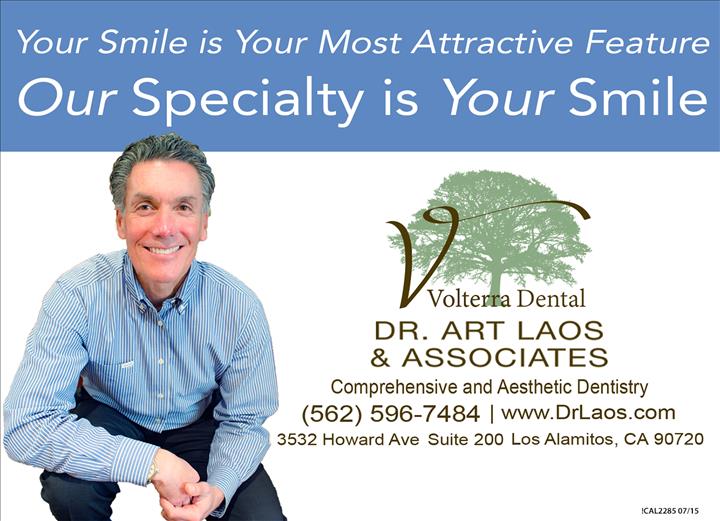 Your Smile is Your Most Attractive Feature
Our Specialty is Your Smile
V
Volterra Dental
DR. ART LAOS
& ASSOCIATES
Comprehensive and Aesthetic Dentistry
(562) 596-7484 | www.DrLaos.com
3532 Howard Ave Suite 200 Los Alamitos, CA 90720
!CAL2285 07/15